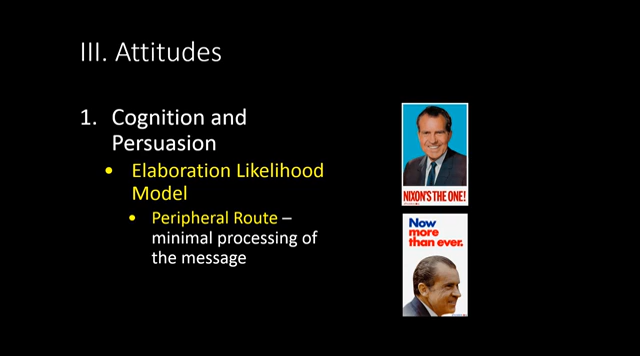 III. Attitudes
1. Cognition and
Persuasion
• Elaboration Likelihood
Model
• Peripheral Route –
minimal processing of
the message
NIXON'S THE ONE!
Now
more
than ever.